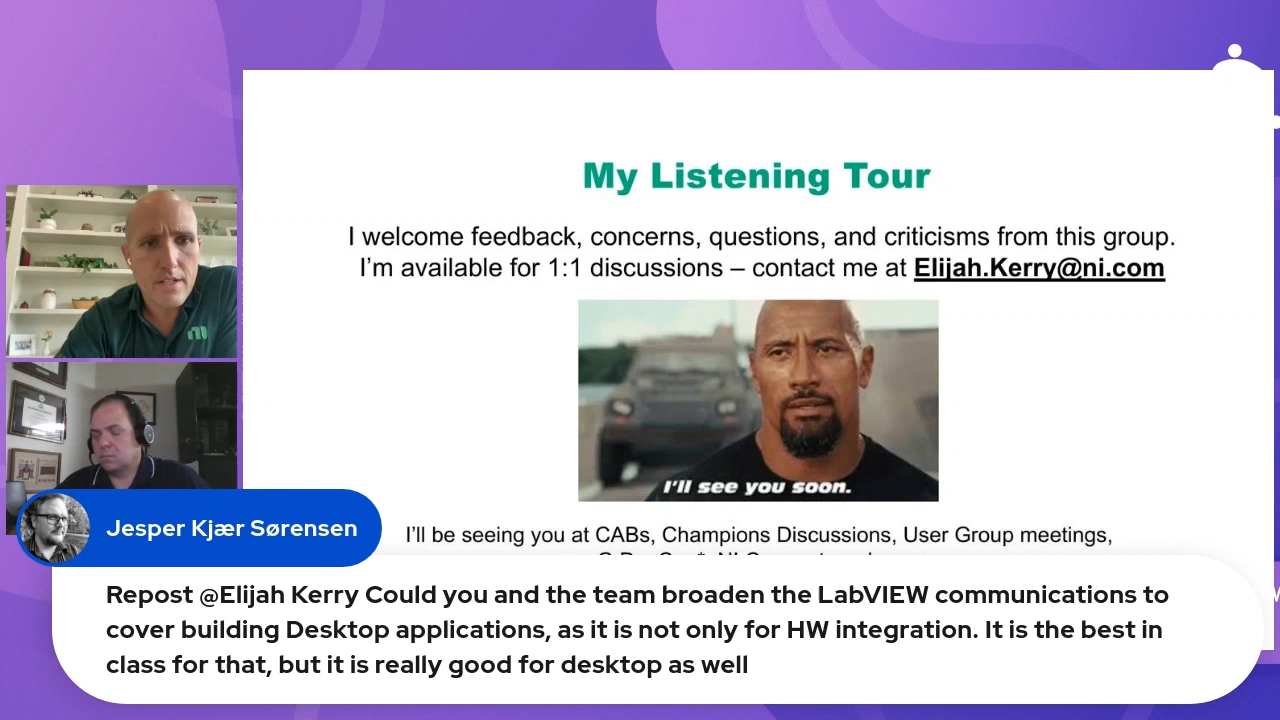 My Listening Tour
I welcome feedback, concerns, questions, and criticisms from this group.
I'm available for 1:1 discussions – contact me at Elijah.Kerry@ni.com
I'll see you soon.
I'll be seeing you at CABs, Champions Discussions, User Group meetings,
Jesper Kjær Sørensen
Repost @Elijah Kerry Could you and the team broaden the LabVIEW communications to
cover building Desktop applications, as it is not only for HW integration. It is the best in
class for that, but it is really good for desktop as well